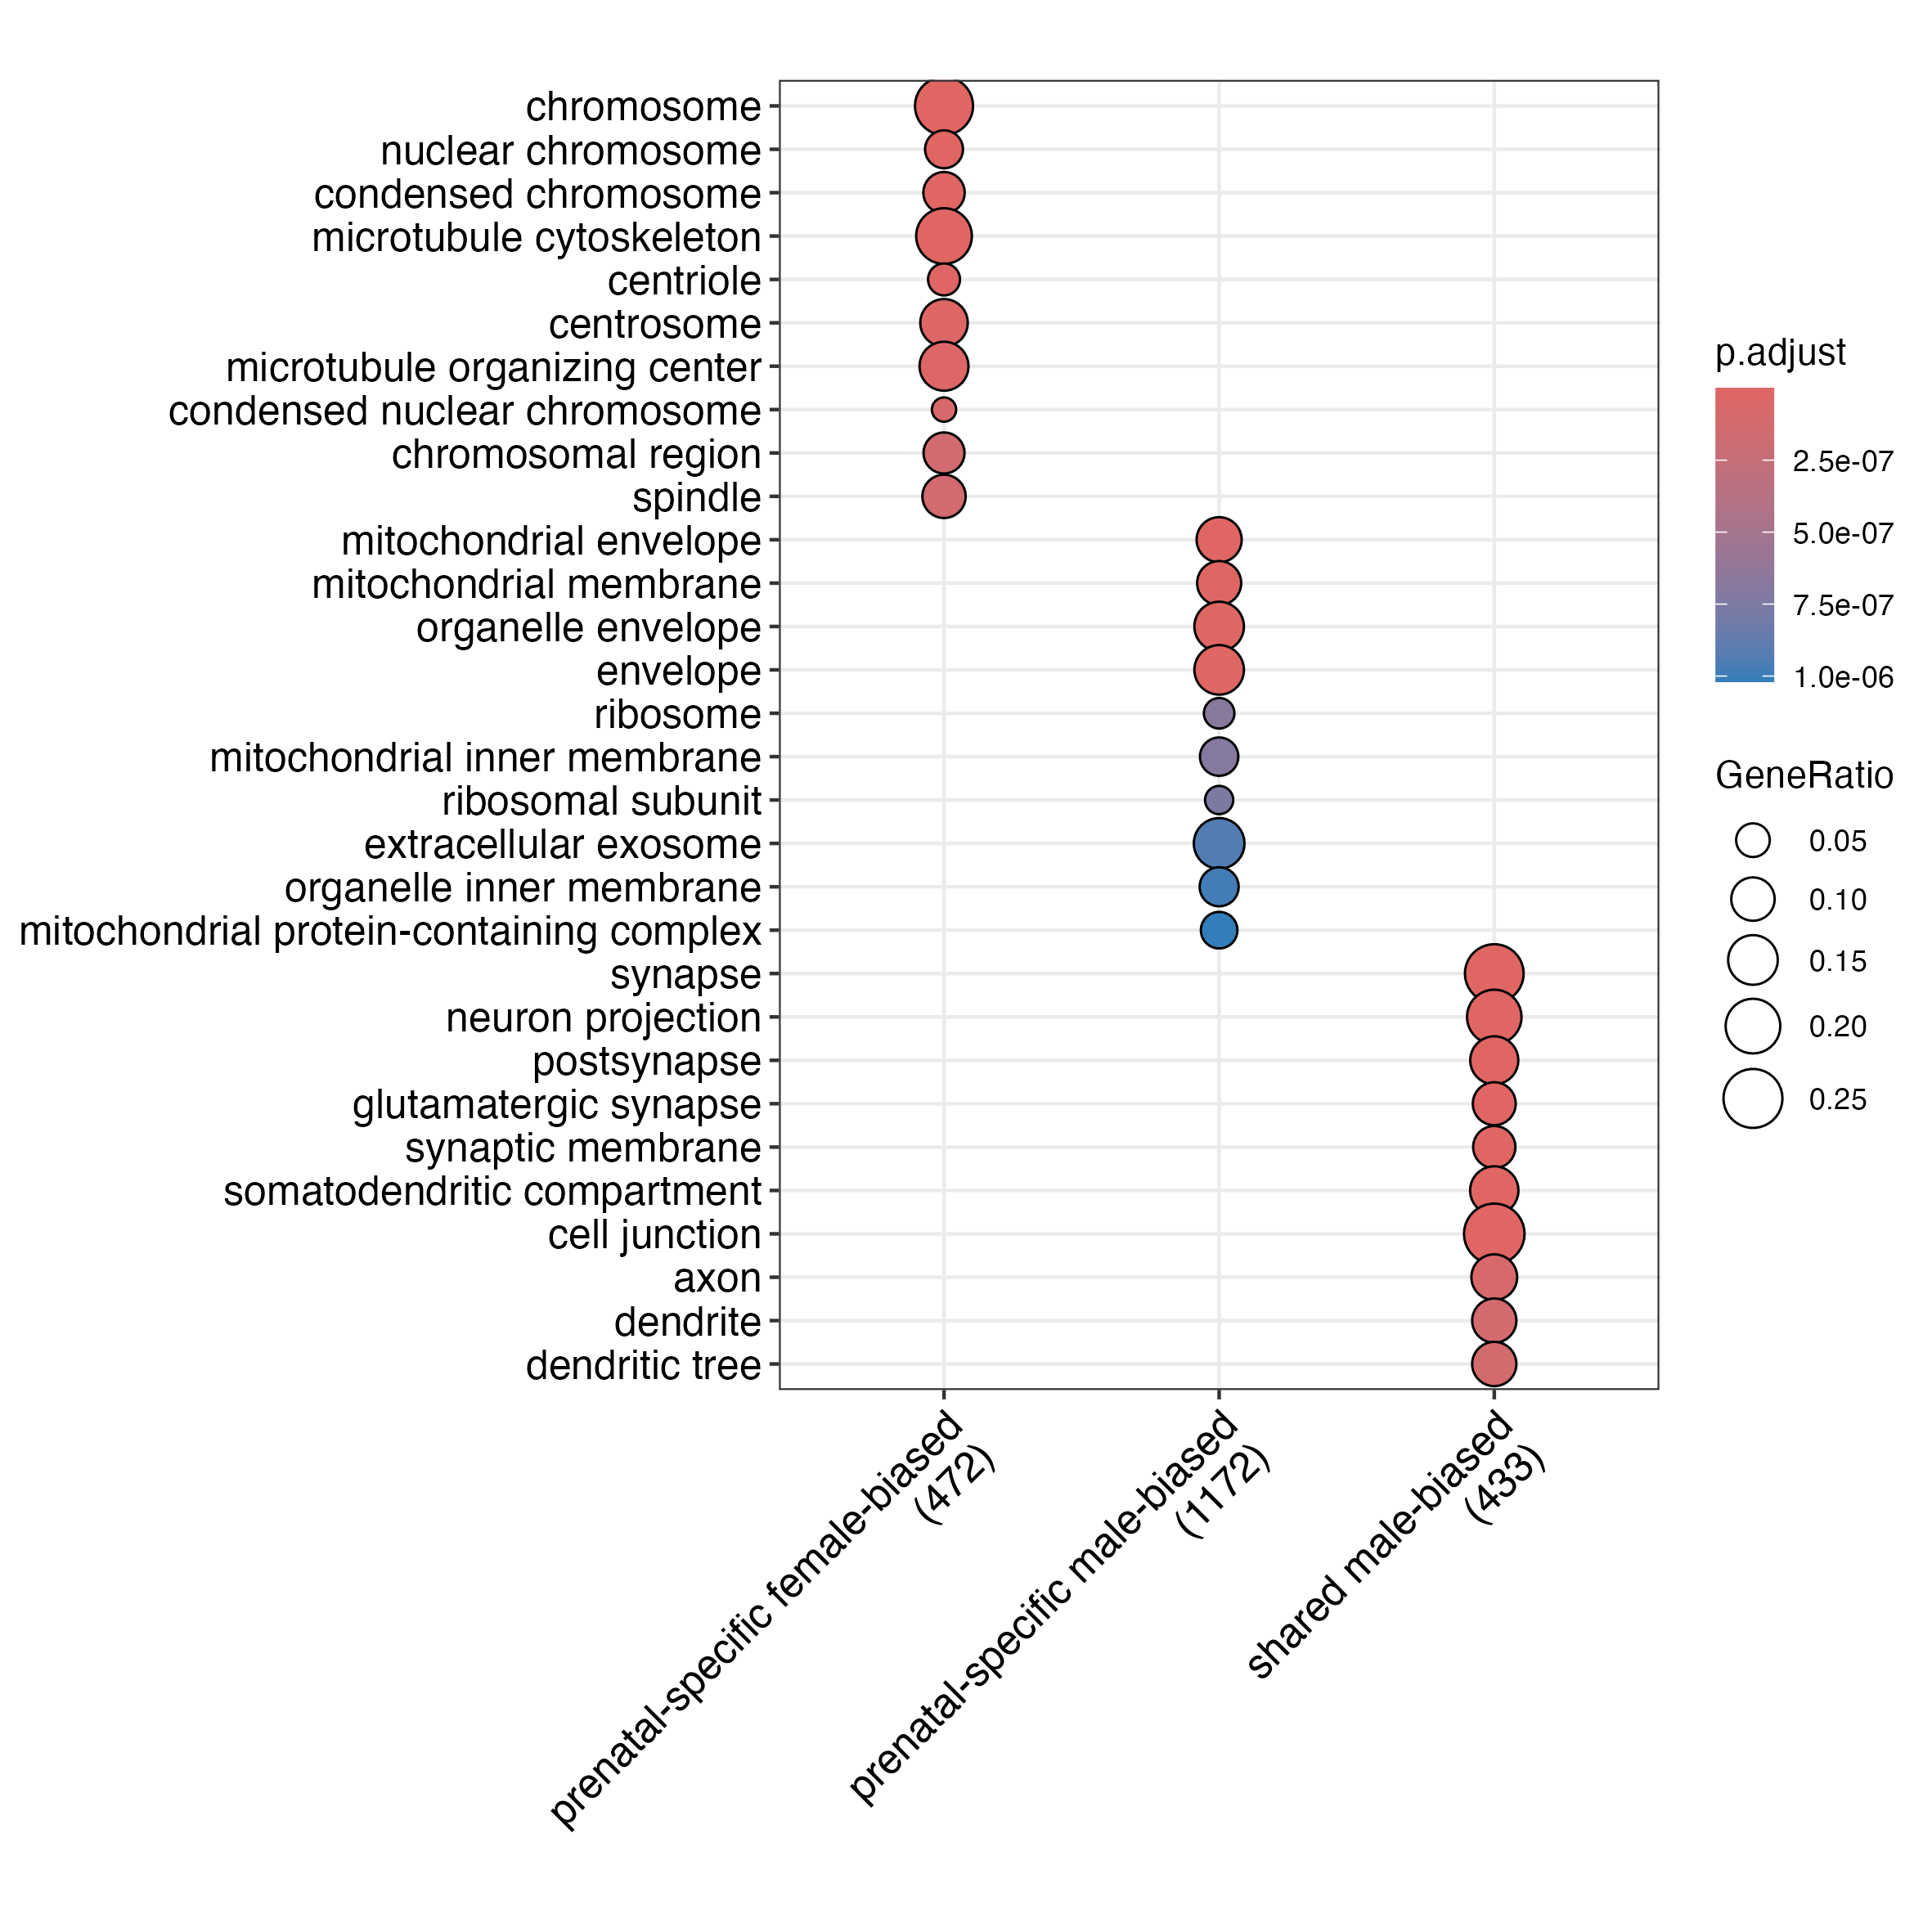 chromosome
nuclear chromosome
condensed chromosome
microtubule cytoskeleton
centriole
centrosome
microtubule organizing center
condensed nuclear chromosome
chromosomal region
spindle
mitochondrial envelope
mitochondrial membrane
organelle envelope
envelope
ribosome
mitochondrial inner membrane
ribosomal subunit
extracellular exosome
organelle inner membrane
mitochondrial protein-containing complex
synapse
neuron projection
postsynapse
glutamatergic synapse
synaptic membrane
somatodendritic compartment
cell junction
axon
dendrite
dendritic tree
prenatal-specific female-biased
(472)
prenatal-specific male-biased
(1172)
shared male-biased
(433)
p.adjust
2.5e-07
5.0e-07
7.5e-07
1.0e-06
GeneRatio
0.05
0.10
0.15
0.20
0.25